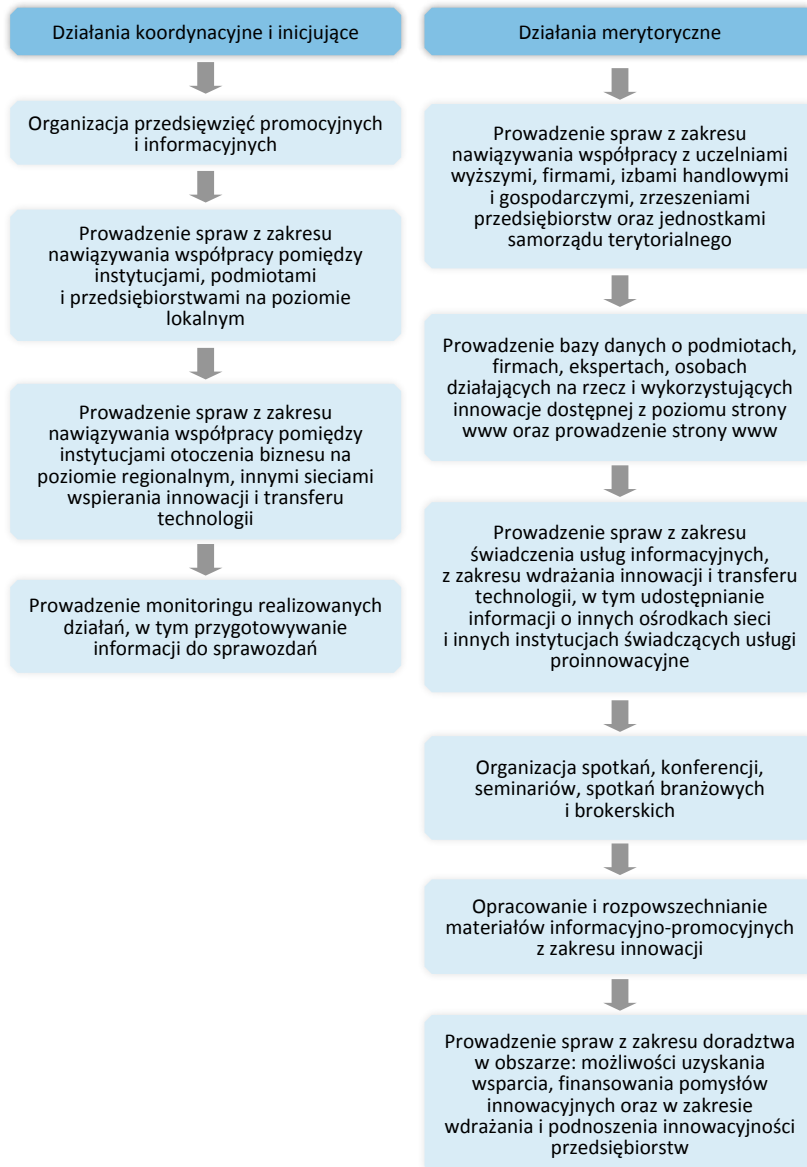 Działania koordynacyjne i inicjujące
Organizacja przedsięwzięć promocyjnych
i informacyjnych
Prowadzenie spraw z zakresu
nawiązywania współpracy pomiędzy
instytucjami, podmiotami
i przedsiębiorstwami na poziomie
lokalnym
Prowadzenie spraw z zakresu
nawiązywania współpracy pomiędzy
instytucjami otoczenia biznesu na
poziomie regionalnym, innymi sieciami
wspierania innowacji i transferu
technologii
Prowadzenie monitoringu realizowanych
działań, w tym przygotowywanie
informacji do sprawozdań
Działania merytoryczne
Prowadzenie spraw z zakresu
nawiązywania współpracy z uczelniami
wyższymi, firmami, izbami handlowymi
i gospodarczymi, zrzeszeniami
przedsiębiorstw oraz jednostkami
samorządu terytorialnego
Prowadzenie bazy danych o podmiotach,
firmach, ekspertach, osobach
działających na rzecz i wykorzystujących
innowacje dostępnej z poziomu strony
www oraz prowadzenie strony www
Prowadzenie spraw z zakresu
świadczenia usług informacyjnych,
z zakresu wdrażania innowacji i transferu
technologii, w tym udostępnianie
informacji o innych ośrodkach sieci
i innych instytucjach świadczących usługi
proinnowacyjne
Organizacja spotkań, konferencji,
seminariów, spotkań branżowych
i brokerskich
Opracowanie i rozpowszechnianie
materiałów informacyjno-promocyjnych
z zakresu innowacji
Prowadzenie spraw z zakresu doradztwa
w obszarze: możliwości uzyskania
wsparcia, finansowania pomysłów
innowacyjnych oraz w zakresie
wdrażania i podnoszenia innowacyjności
przedsiębiorstw